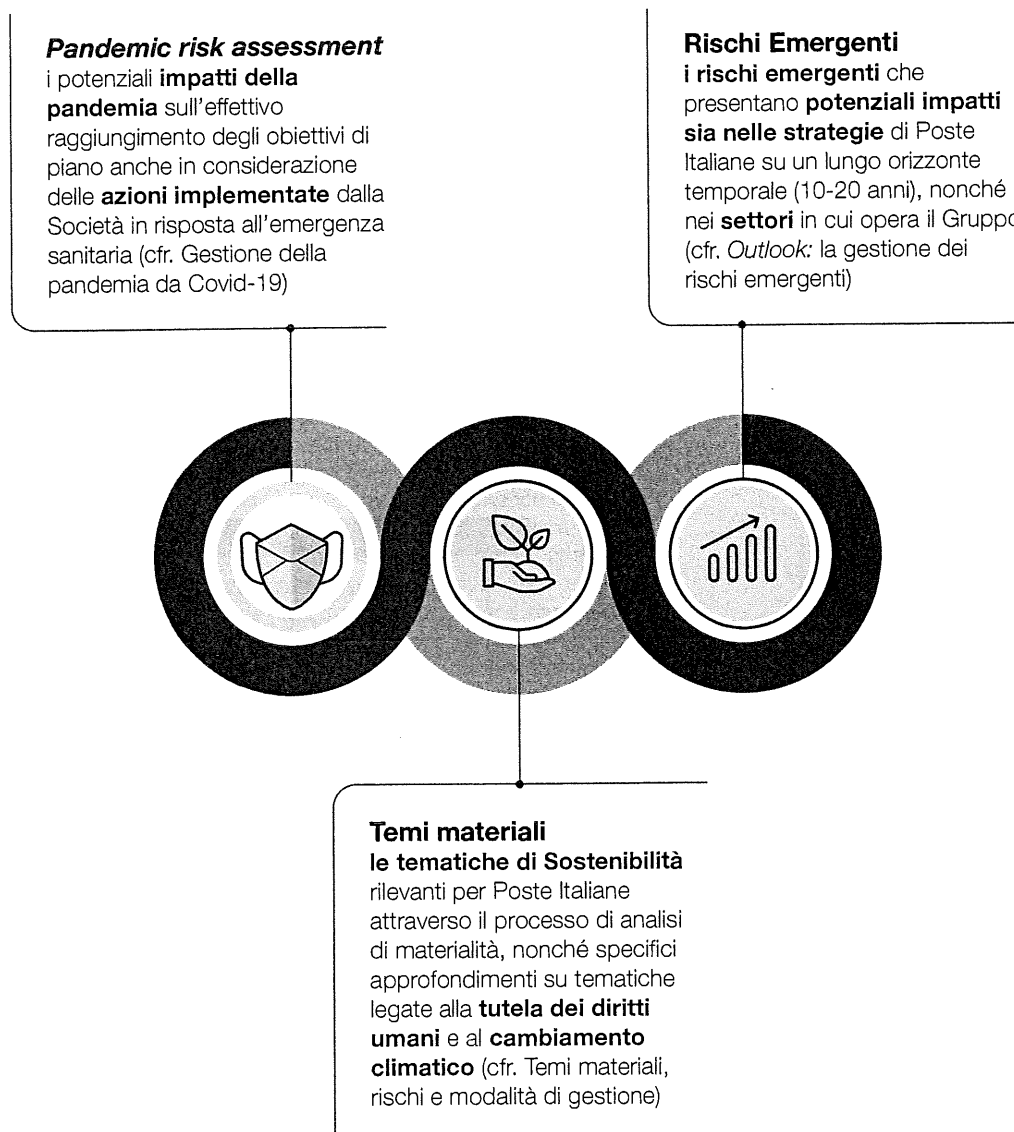 Pandemic risk assessment
i potenziali impatti della
pandemia sull'effettivo
raggiungimento degli obiettivi di
piano anche in considerazione
delle azioni implementate dalla
Società in risposta all'emergenza
sanitaria (cfr. Gestione della
pandemia da Covid-19)
Rischi Emergenti
i rischi emergenti che
presentano potenziali impatti
sia nelle strategie di Poste
Italiane su un lungo orizzonte
temporale (10-20 anni), nonché
nei settori in cui opera il Gruppo
(cfr. Outlook: la gestione dei
rischi emergenti)
Temi materiali
le tematiche di Sostenibilità
rilevanti per Poste Italiane
attraverso il processo di analisi
di materialità, nonché specifici
approfondimenti su tematiche
legate alla tutela dei diritti
umani e al cambiamento
climatico (cfr. Temi materiali,
rischi e modalità di gestione)